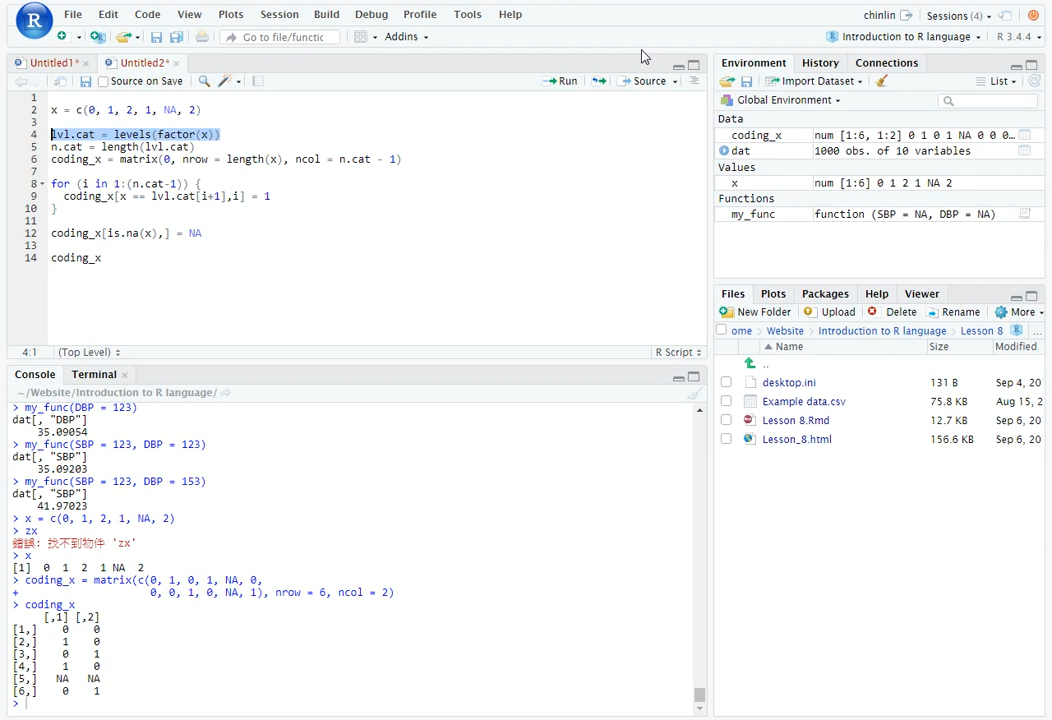 File Edit Code View Plots Session Build Debug Profile Tools Help chinlin Sessions (4)
Go to file/functic Addins Introduction to R language R 3.4.4
Untitled1* × Untitled2* ×
Source on Save Run Source
1
2 x = c(0, 1, 2, 1, NA, 2)
3
4 lvl.cat = levels(factor(x))
5 n.cat = length(lvl.cat)
6 coding_x = matrix(0, nrow = length(x), ncol = n.cat - 1)
7
8 for (i in 1:(n.cat-1)) {
9 coding_x[x == lvl.cat[i+1],i] = 1
10 }
11
12 coding_x[is.na(x),] = NA
13
14 coding_x
4:1 (Top Level) R Script
Console Terminal ×
~/Website/Introduction to R language/
> my_func(DBP = 123)
dat[, "DBP"]
35.09054
> my_func(SBP = 123, DBP = 123)
dat[, "SBP"]
35.09203
> my_func(SBP = 123, DBP = 153)
dat[, "SBP"]
41.97023
> x = c(0, 1, 2, 1, NA, 2)
> zx
錯誤: 找不到物件 'zx'
> x
[1] 0 1 2 1 NA 2
> coding_x = matrix(c(0, 1, 0, 1, NA, 0,
+ 0, 0, 1, 0, NA, 1), nrow = 6, ncol = 2)
> coding_x
[,1] [,2]
[1,] 0 0
[2,] 1 0
[3,] 0 1
[4,] 1 0
[5,] NA NA
[6,] 0 1
>
Environment History Connections
Import Dataset List
Global Environment
Data
coding_x num [1:6, 1:2] 0 1 0 1 NA 0 0 0…
dat 1000 obs. of 10 variables
Values
x num [1:6] 0 1 2 1 NA 2
Functions
my_func function (SBP = NA, DBP = NA)
Files Plots Packages Help Viewer
New Folder Upload Delete Rename More
ome > Website > Introduction to R language > Lesson 8 ...
Name Size Modified
..
desktop.ini 131 B Sep 4, 20
Example data.csv 75.8 KB Aug 15, 2
Lesson 8.Rmd 12.7 KB Sep 6, 20
Lesson_8.html 156.6 KB Sep 6, 20